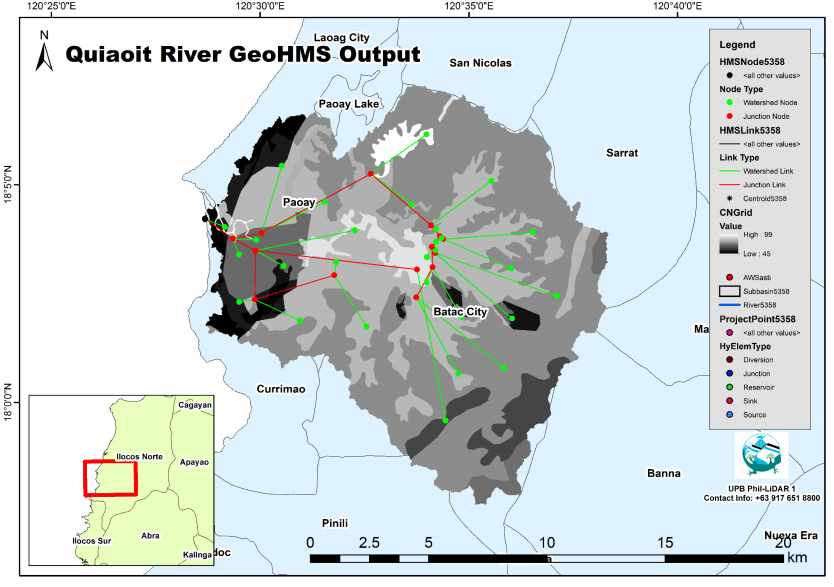 120°25'0"E
120°30'0"E
120°35'0"E
120°40'0"E
N
Quiaoit River GeoHMS Output
Laoag City
San Nicolas
Paoay Lake
Sarrat
18°5'0"N
Paoay
Batac City
Currimao
18°0'0"N
Banna
Pinili
Nueva Era
Legend
HMSNode5358
<all other values>
Node Type
Watershed Node
Junction Node
HMSLink5358
<all other values>
Link Type
Watershed Link
Junction Link
Centroid5358
CNGrid
Value
High : 99
Low : 45
AWSasti
Subbasin5358
River5358
ProjectPoint5358
<all other values>
HyElemType
Diversion
Junction
Reservoir
Sink
Source
UPB Phil-LiDAR 1
Contact Info: +63 917 651 8800
Cagayan
Ilocos Norte
Apayao
Abra
Ilocos Sur
Kalinga
0 2.5 5 10 15 20
km